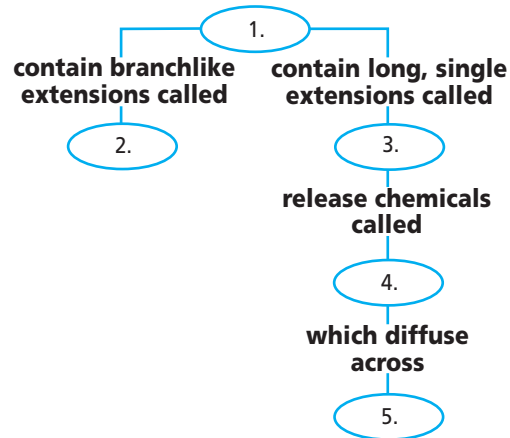 1.
contain branchlike
extensions called
contain long, single
extensions called
2.
3.
release chemicals
called
4.
which diffuse
across
5.